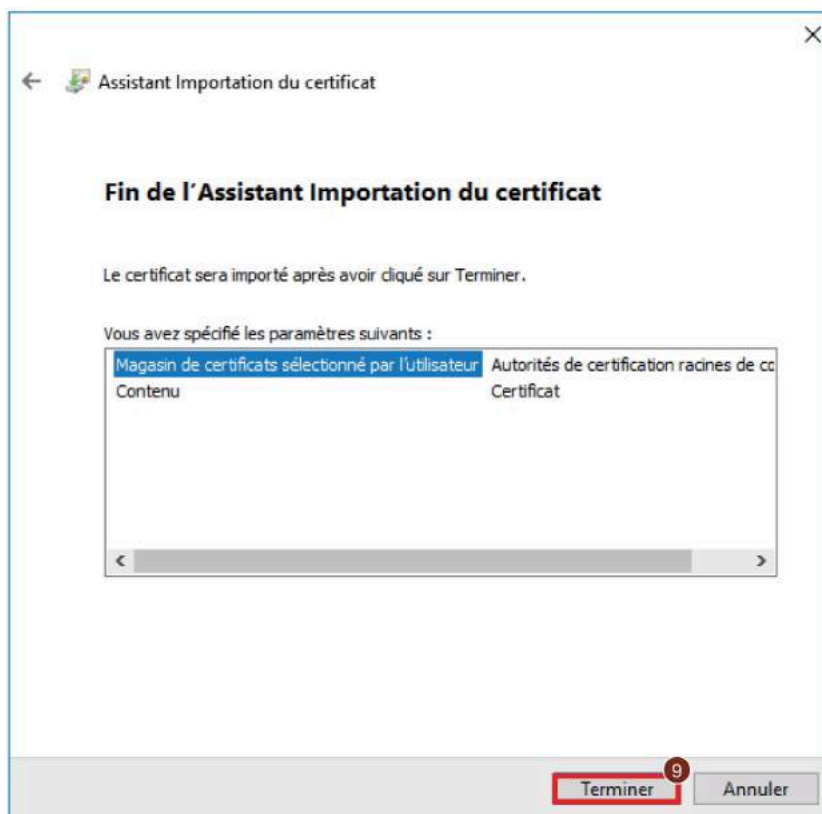 Assistant Importation du certificat
Fin de l'Assistant Importation du certificat
Le certificat sera importé après avoir cliqué sur Terminer.
Vous avez spécifié les paramètres suivants :
Magasin de certificats sélectionné par l'utilisateur Autorités de certification racines de cc
Contenu Certificat
9
Terminer Annuler